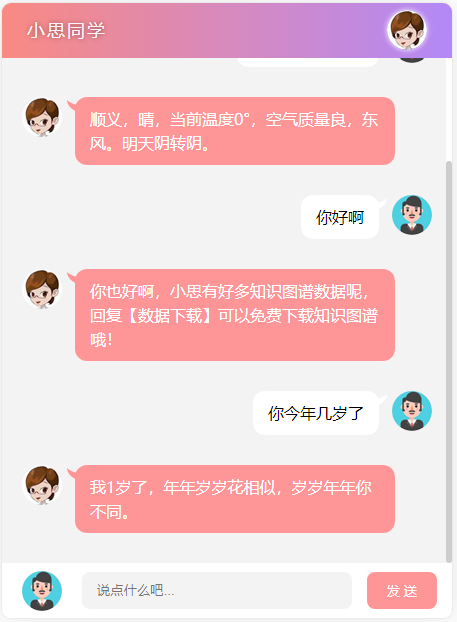 小思同学
顺义，晴，当前温度0°，空气质量良，东
风。明天阴转阴。
你好啊
你也好啊，小思有好多知识图谱数据呢，
回复【数据下载】可以免费下载知识图谱
哦！
你今年几岁了
我1岁了，年年岁岁花相似，岁岁年年你
不同。
说点什么吧...
发送